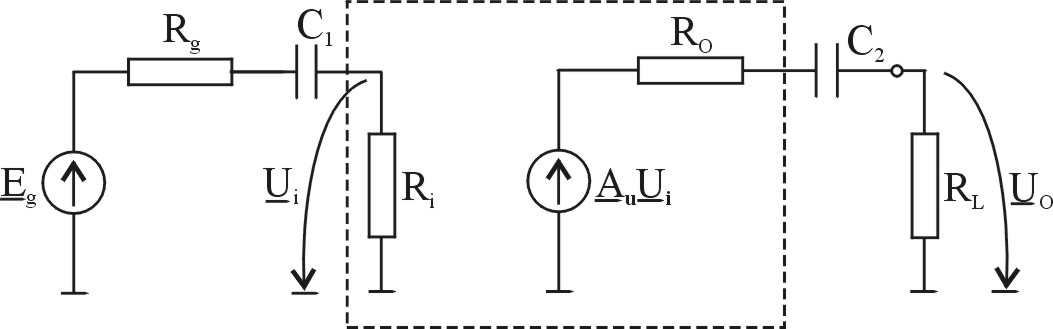 R_g
C_1
R_O
C_2
E_g
U_i
R_i
A_uU_i
R_L
U_O